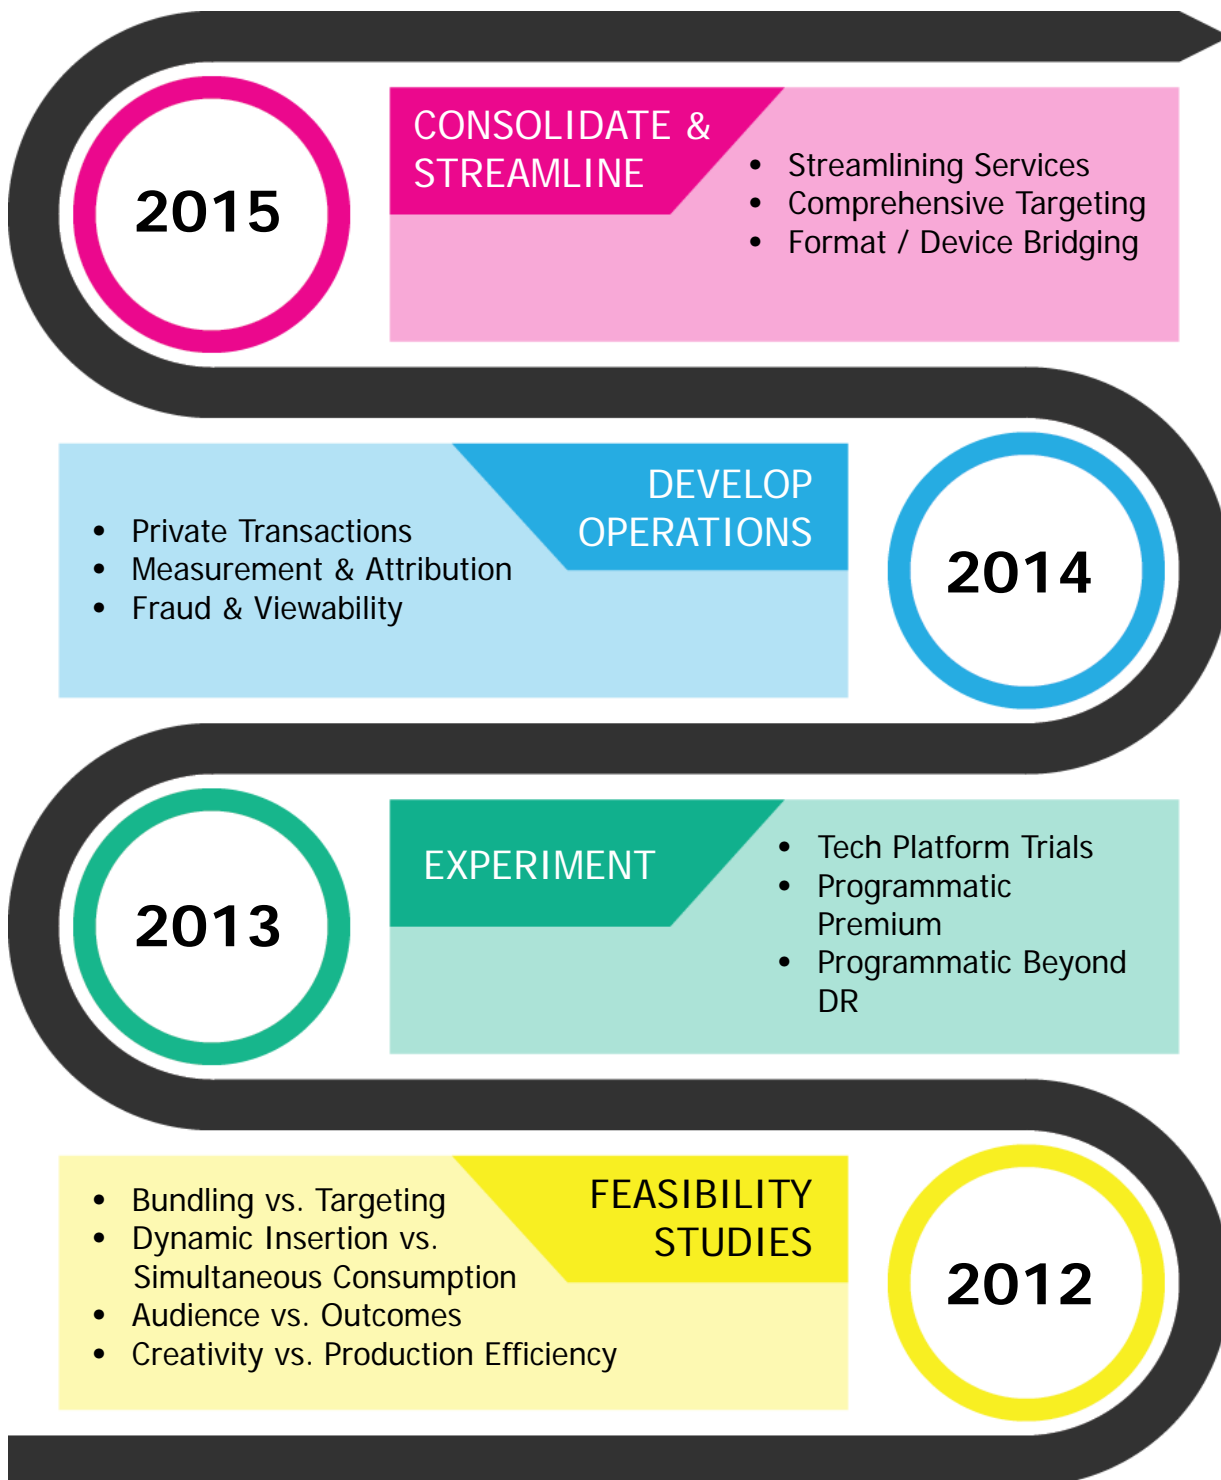 2015
CONSOLIDATE &
STREAMLINE
• Streamlining Services
• Comprehensive Targeting
• Format / Device Bridging
DEVELOP
OPERATIONS
• Private Transactions
• Measurement & Attribution
• Fraud & Viewability
2014
2013
EXPERIMENT
• Tech Platform Trials
• Programmatic
Premium
• Programmatic Beyond
DR
FEASIBILITY
STUDIES
• Bundling vs. Targeting
• Dynamic Insertion vs.
Simultaneous Consumption
• Audience vs. Outcomes
• Creativity vs. Production Efficiency
2012